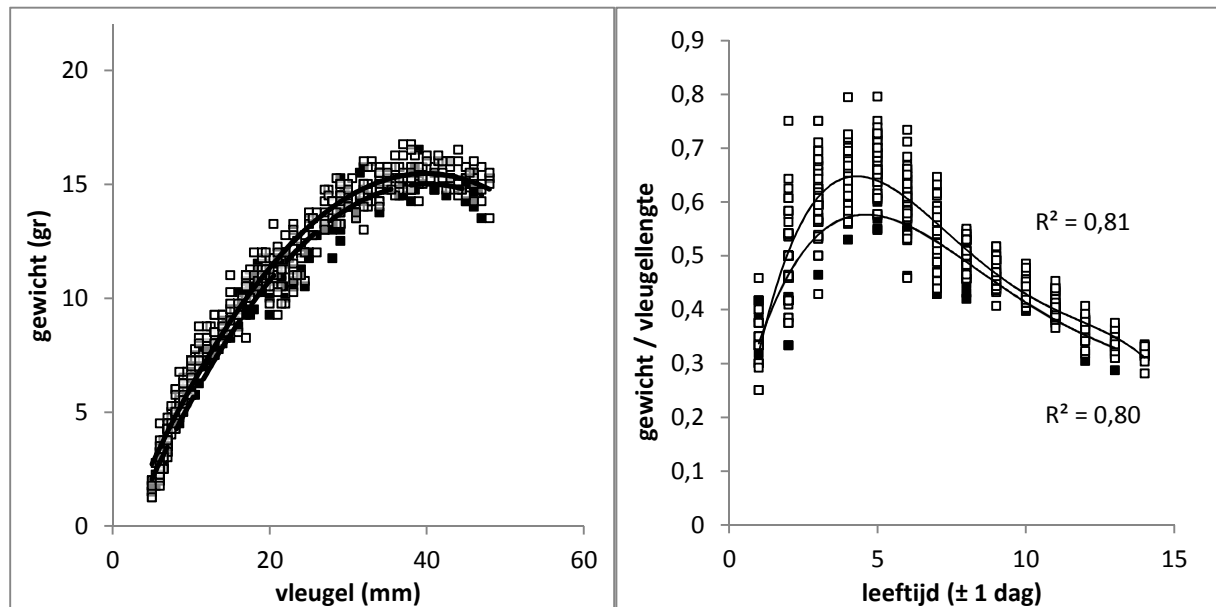 20
15
10
5
0
gewicht (gr)
0 20 40 60
vleugel (mm)
0,9
0,8
0,7
0,6
0,5
0,4
0,3
0,2
0,1
0
gewicht / vleugellengte
R² = 0,81
R² = 0,80
0 5 10 15
leeftijd (± 1 dag)